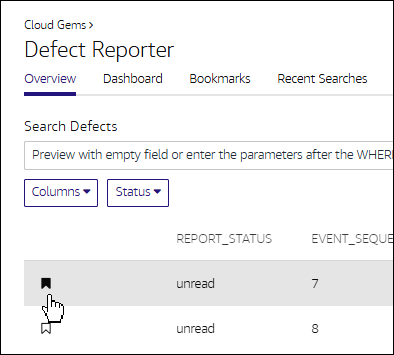 Cloud Gems >
Defect Reporter
Overview Dashboard Bookmarks Recent Searches
Search Defects
Preview with empty field or enter the parameters after the WHER
Columns Status
REPORT_STATUS EVENT_SEQUE
unread 7
unread 8